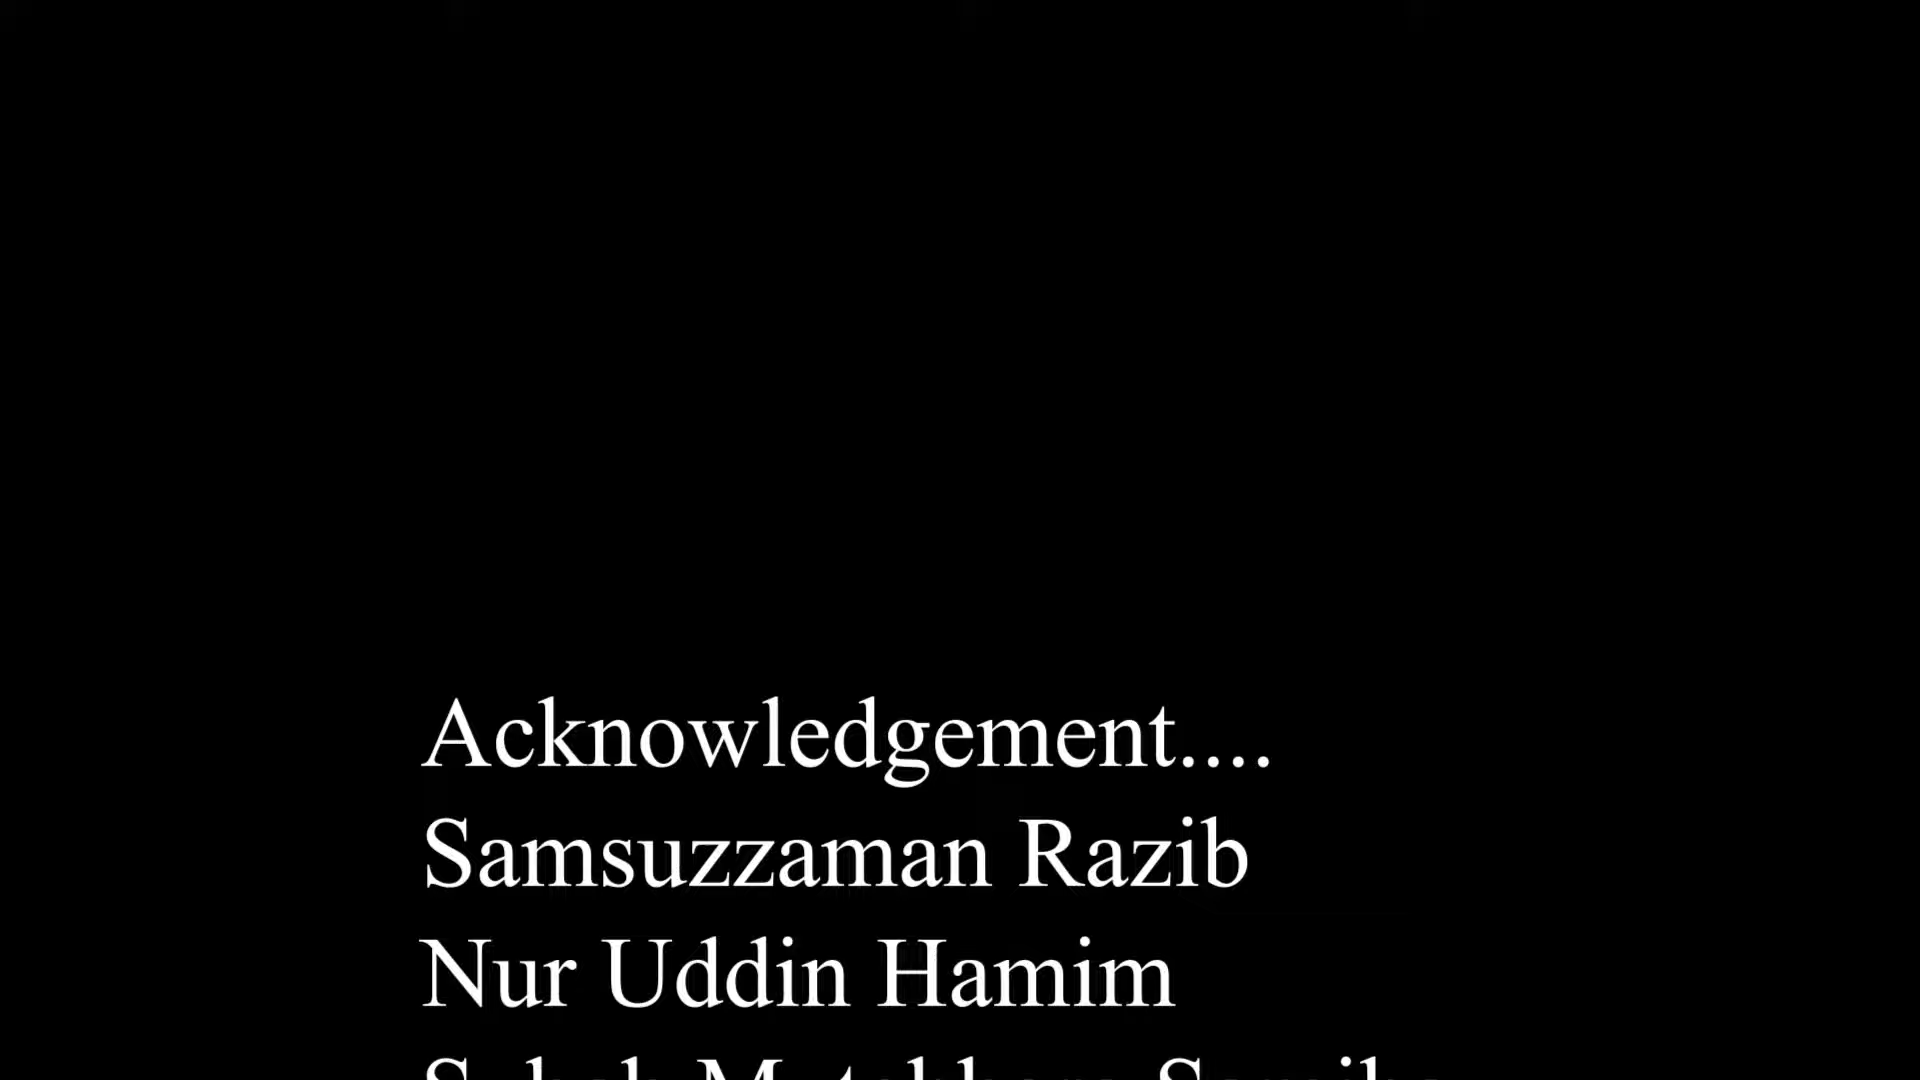 Acknowledgement....
Samsuzzaman Razib
Nur Uddin Hamim